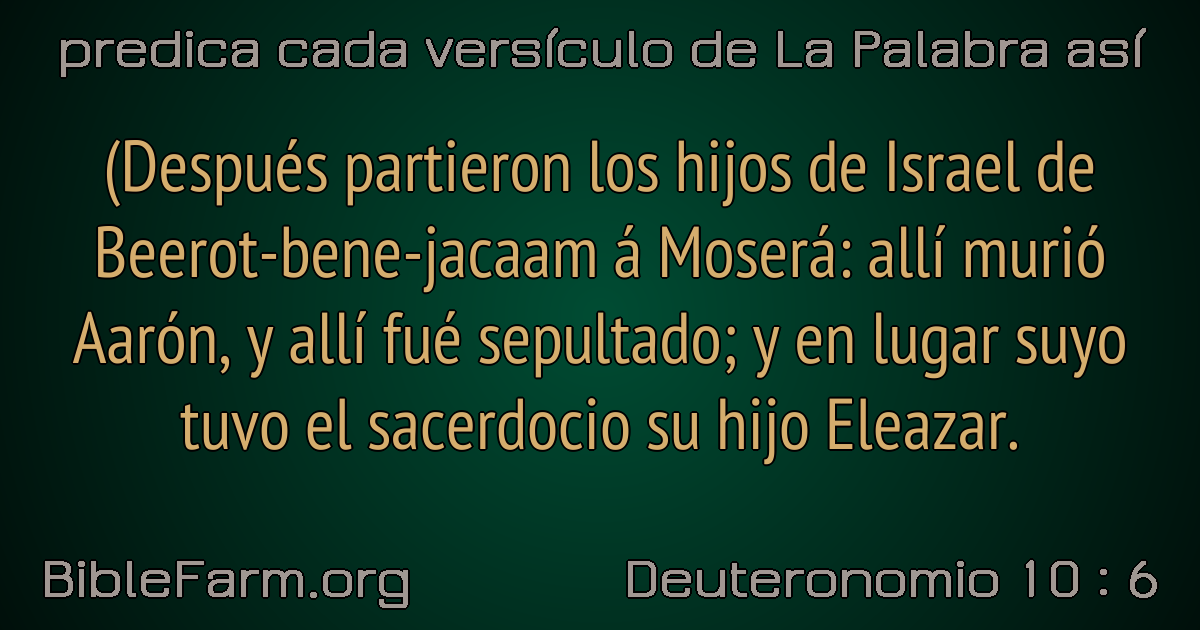 predica cada versículo de La Palabra así
(Después partieron los hijos de Israel de
Beerot-bene-jacaam á Moserá: allí murió
Aarón, y allí fué sepultado; y en lugar suyo
tuvo el sacerdocio su hijo Eleazar.
BibleFarm.org
Deuteronomio 10 : 6